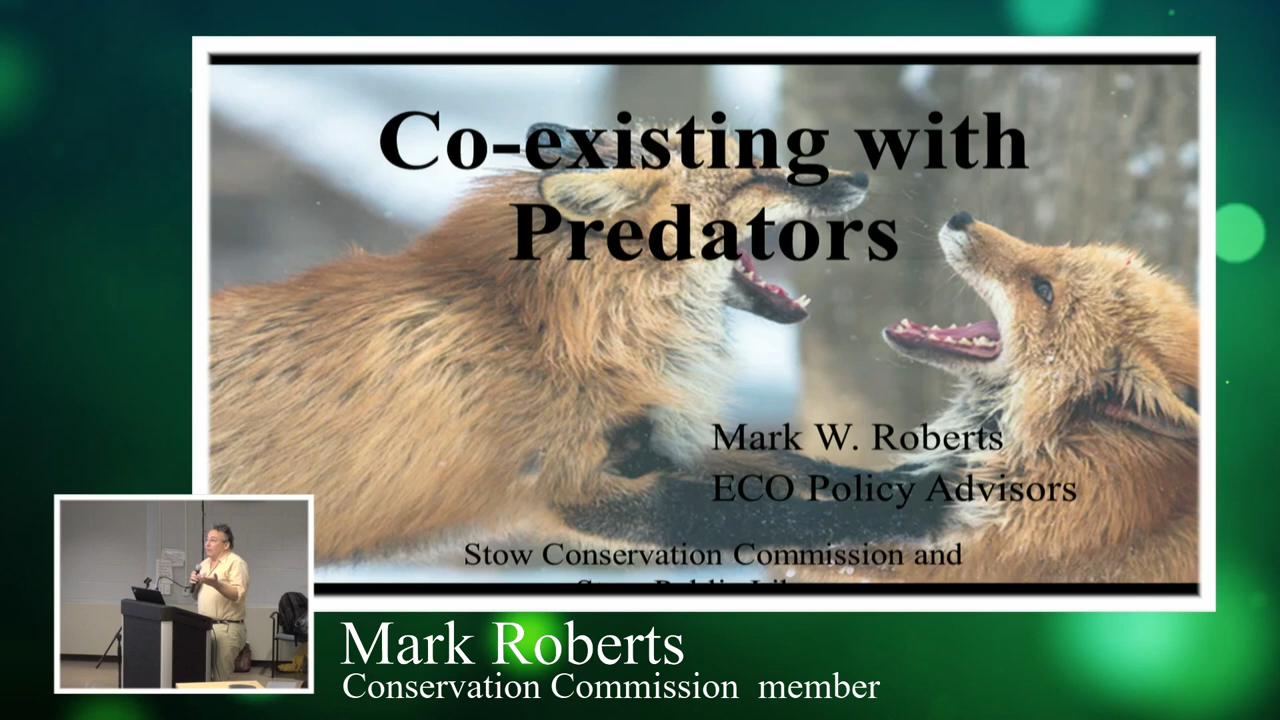 Co-existing with
Predators
Mark W. Roberts
ECO Policy Advisors
Stow Conservation Commission and
Mark Roberts
Conservation Commission member